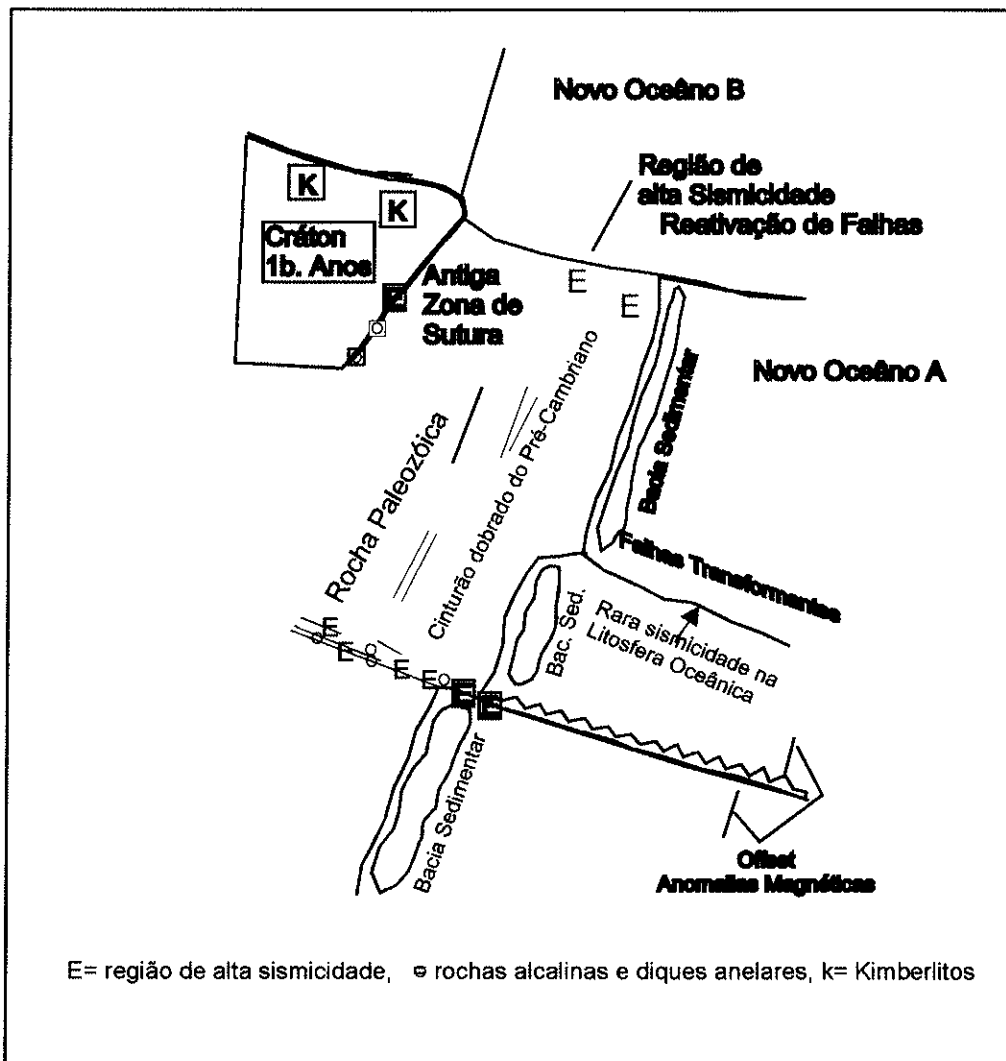 Novo Oceâno B
Região de
alta Sismicidade
Reativação de Falhas
K
K
Cráton
1b. Anos
Antiga
Zona de
Sutura
E
E
E
Novo Oceâno A
Bacia Sedimentar
Rocha Paleozóica
Cinturão dobrado do Pré-Cambriano
Falhas Transformantes
Bac. Sed.
Rara sismicidade na
Litosfera Oceânica
E
E
E
E
E
E
Bacia Sedimentar
Offset
Anomalias Magnéticas
E= região de alta sismicidade, rochas alcalinas e diques anelares, k= Kimberlitos